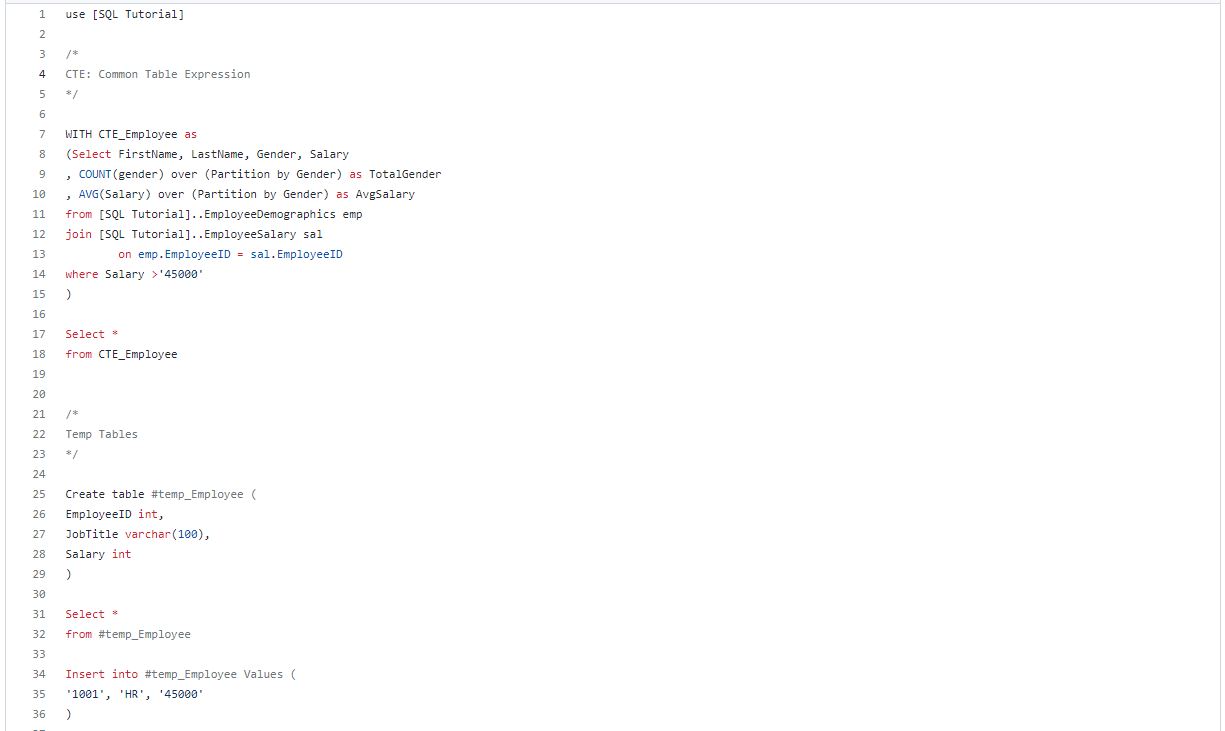 1 use [SQL Tutorial]
2
3 /*
4 CTE: Common Table Expression
5 */
6
7 WITH CTE_Employee as
8 (Select FirstName, LastName, Gender, Salary
9 , COUNT(gender) over (Partition by Gender) as TotalGender
10 , AVG(Salary) over (Partition by Gender) as AvgSalary
11 from [SQL Tutorial]..EmployeeDemographics emp
12 join [SQL Tutorial]..EmployeeSalary sal
13 on emp.EmployeeID = sal.EmployeeID
14 where Salary >'45000'
15 )
16
17 Select *
18 from CTE_Employee
19
20
21 /*
22 Temp Tables
23 */
24
25 Create table #temp_Employee (
26 EmployeeID int,
27 JobTitle varchar(100),
28 Salary int
29 )
30
31 Select *
32 from #temp_Employee
33
34 Insert into #temp_Employee Values (
35 '1001', 'HR', '45000'
36 )